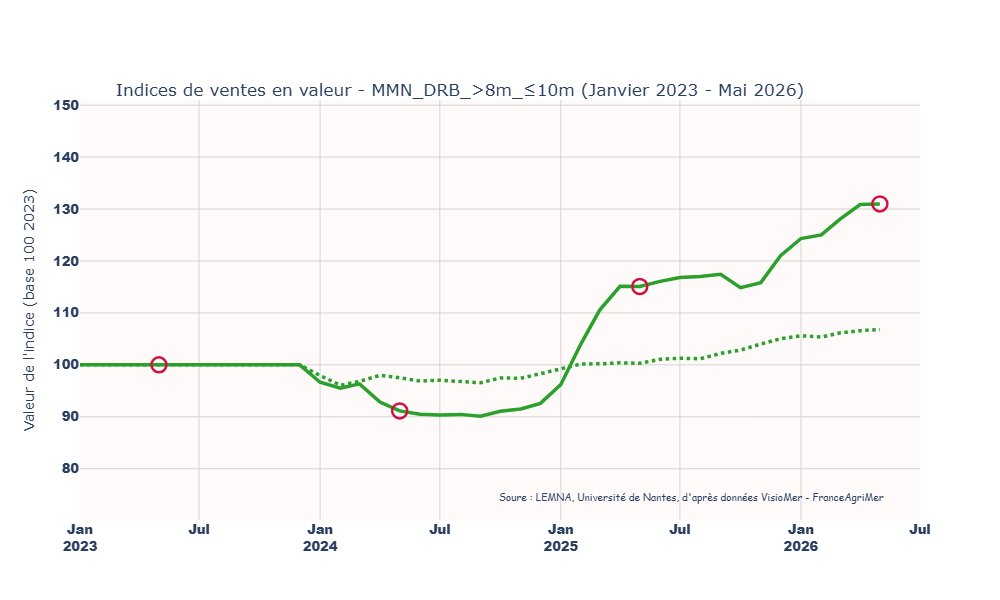 Indices de ventes en valeur - MMN_DRB_>8m_≤10m (Janvier 2023 - Mai 2026)
Valeur de l'indice (base 100 2023)
150
140
130
120
110
100
90
80
Soure : LEMNA, Université de Nantes, d'après données VisioMer - FranceAgriMer
Jan Jul Jan Jul Jan Jul Jan Jul
2023 2024 2025 2026